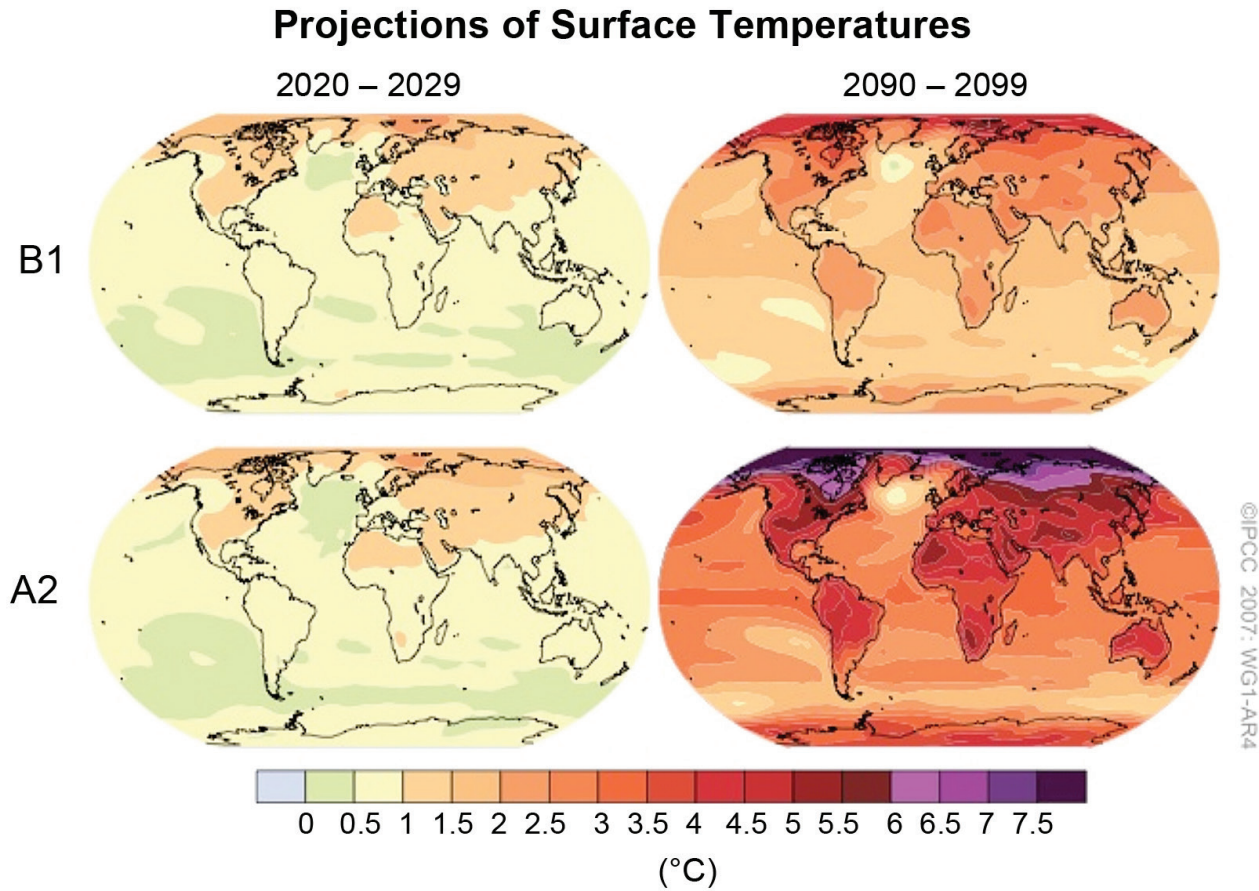 Projections of Surface Temperatures
2020 – 2029
2090 – 2099
B1
A2
0 0.5 1 1.5 2 2.5 3 3.5 4 4.5 5 5.5 6 6.5 7 7.5
(°C)
©IPCC 2007: WG1-AR4